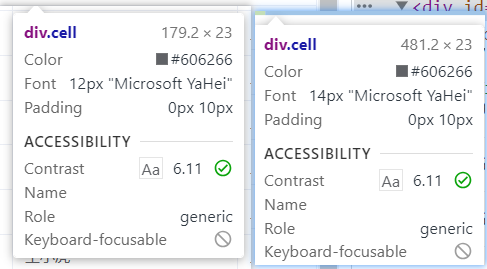 div.cell 179.2 × 23
Color #606266
Font 12px "Microsoft YaHei"
Padding 0px 10px
ACCESSIBILITY
Contrast Aa 6.11
Name
Role generic
Keyboard-focusable
<div id=
div.cell 481.2 × 23
Color #606266
Font 14px "Microsoft YaHei"
Padding 0px 10px
ACCESSIBILITY
Contrast Aa 6.11
Name
Role generic
Keyboard-focusable